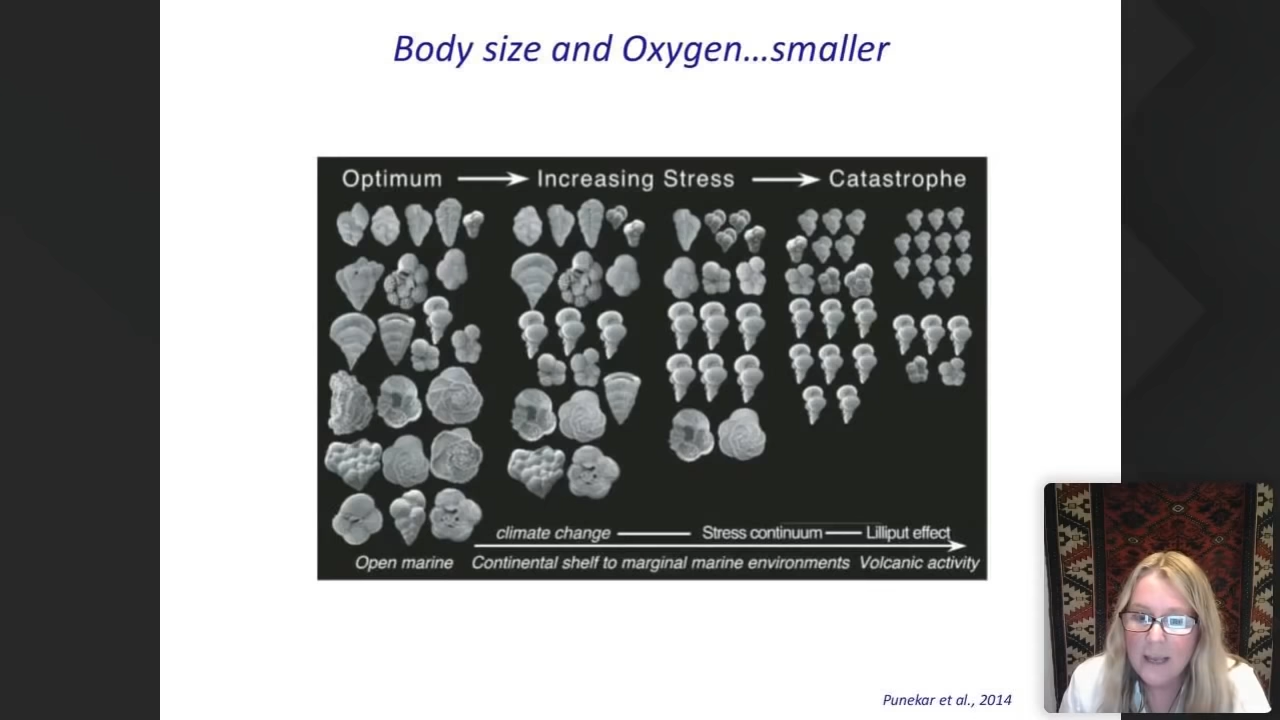 Body size and Oxygen...smaller
Optimum Increasing Stress Catastrophe
climate change Stress continuum Lilliput effect
Open marine Continental shelf to marginal marine environments Volcanic activity
Punekar et al., 2014